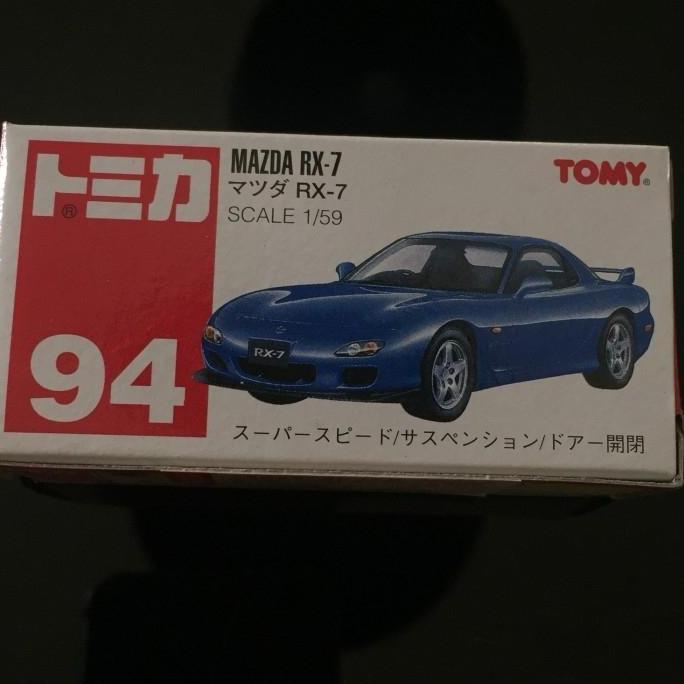 トミカ®
94
MAZDA RX-7
マツダ RX-7
SCALE 1/59
TOMY®
RX-7
スーパースピード/サスペンション/ドアー開閉